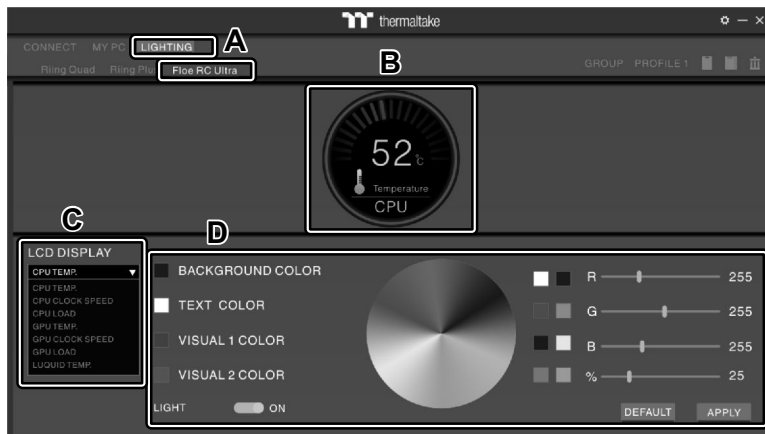 thermaltake
CONNECT MY PC LIGHTING A
Riing Quad Riing Plu Floe RC Ultra
GROUP PROFILE 1
B
52°C
Temperature
CPU
C
D
LCD DISPLAY
CPU TEMP.
CPU TEMP.
CPU CLOCK SPEED
CPU LOAD
GPU TEMP.
GPU CLOCK SPEED
GPU LOAD
LUQUID TEMP.
BACKGROUND COLOR
TEXT COLOR
VISUAL 1 COLOR
VISUAL 2 COLOR
LIGHT ON
R 255
G 255
B 255
% 25
DEFAULT APPLY